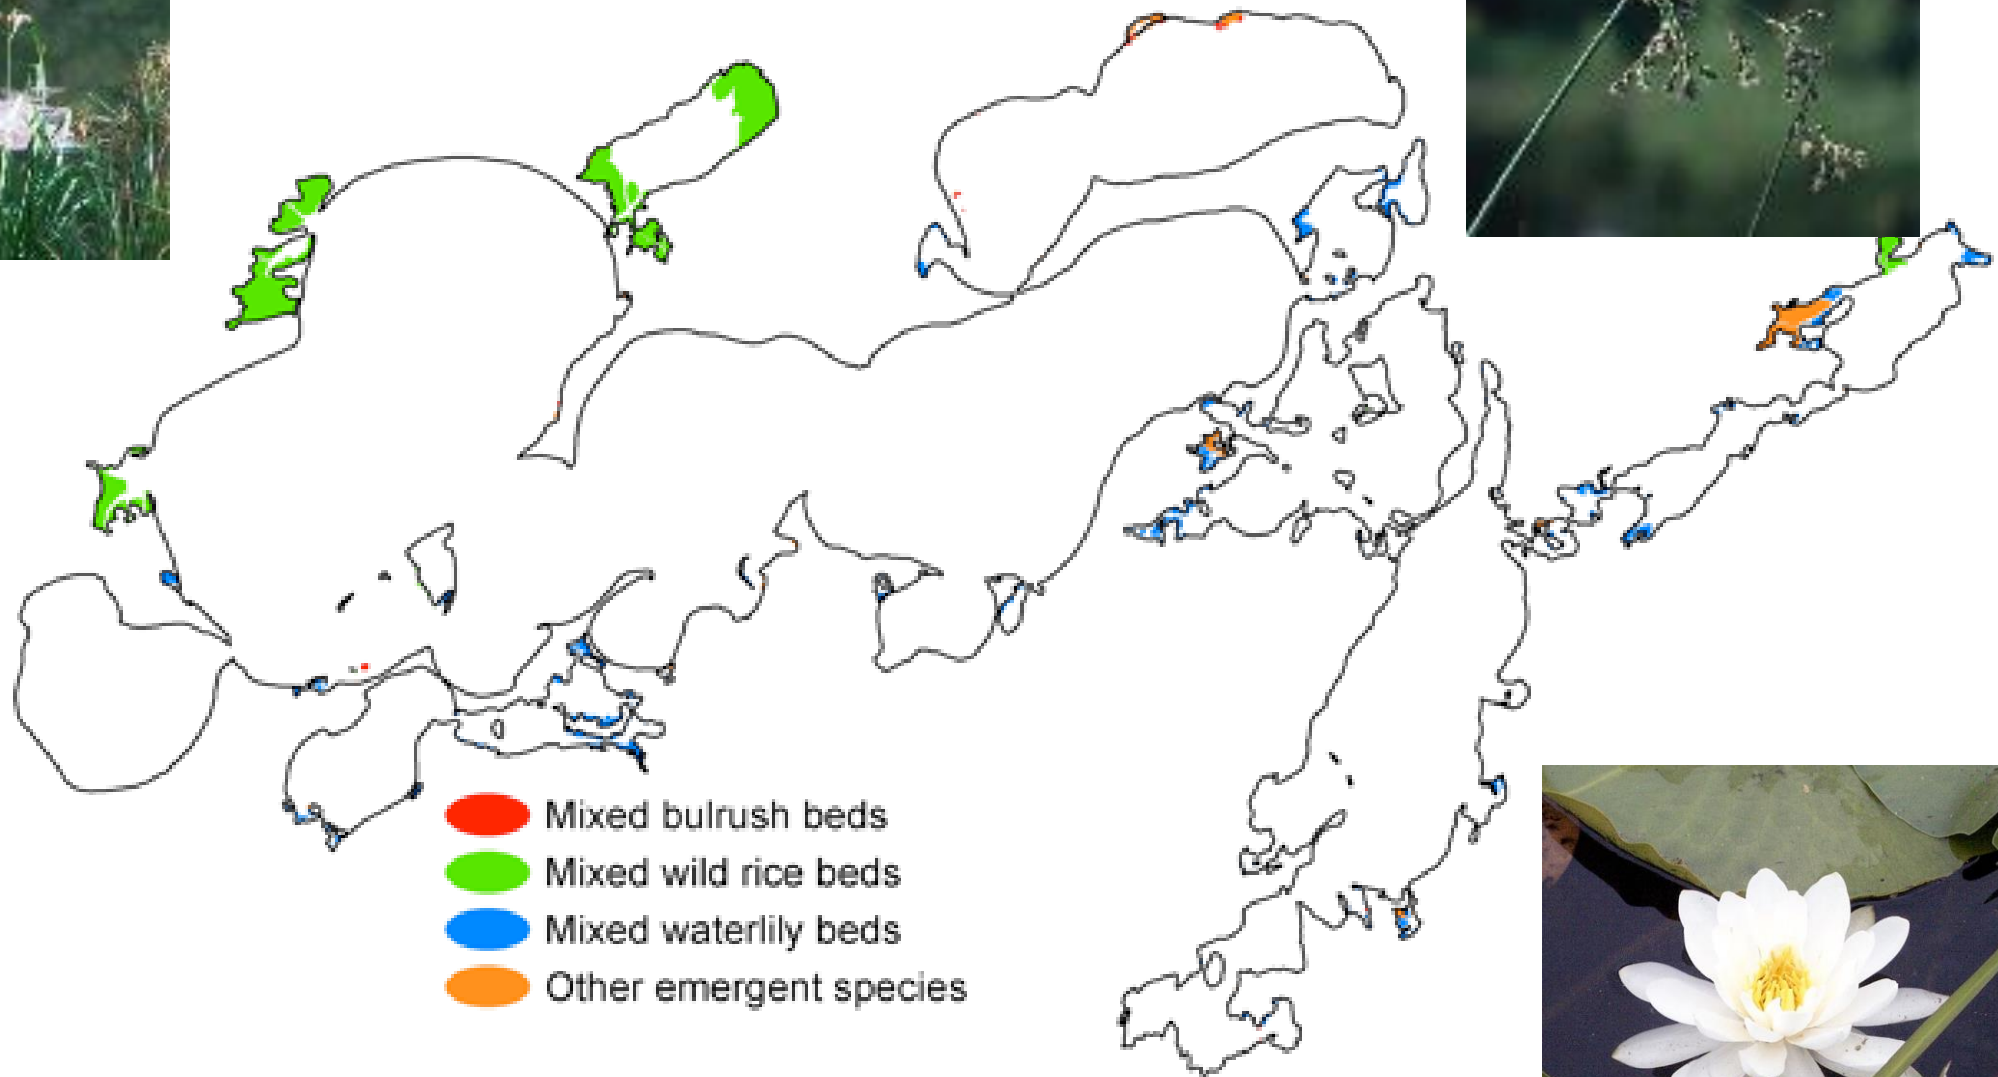 Mixed bulrush beds
Mixed wild rice beds
Mixed waterlily beds
Other emergent species